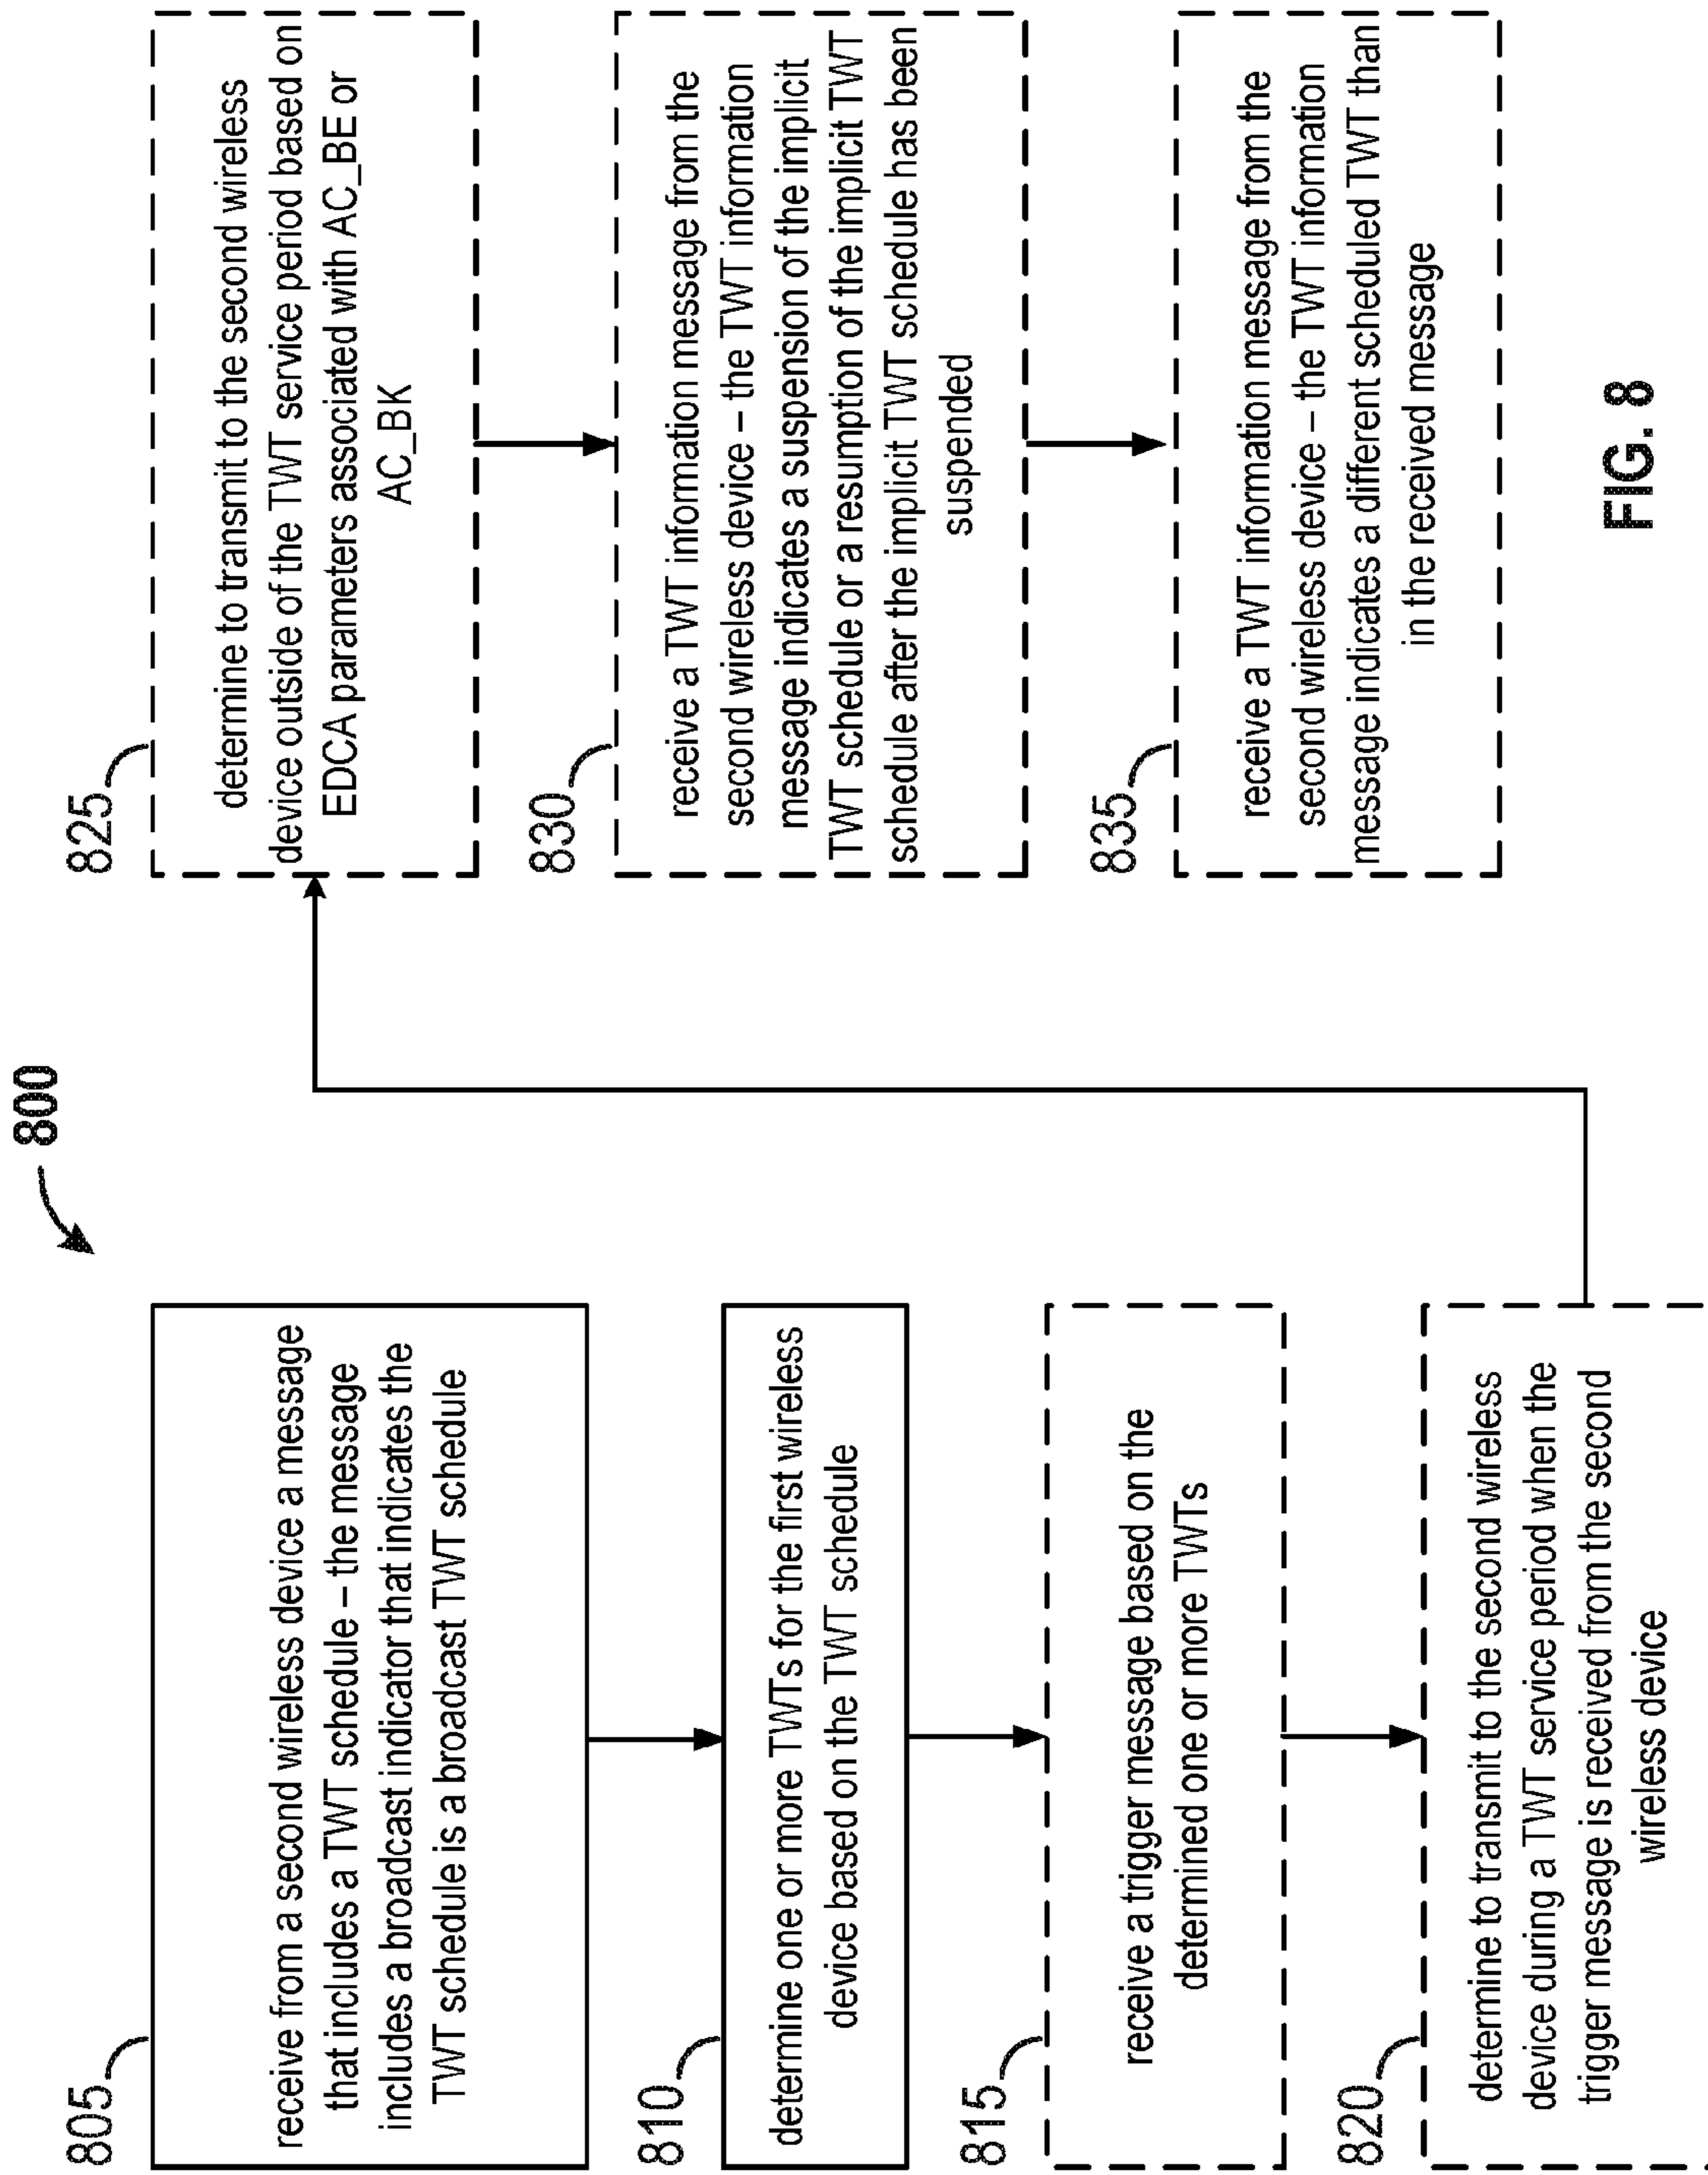 800
805
receive from a second wireless device a message
that includes a TWT schedule – the message
includes a broadcast indicator that indicates the
TWT schedule is a broadcast TWT schedule
810
determine one or more TWTs for the first wireless
device based on the TWT schedule
815
receive a trigger message based on the
determined one or more TWTs
820
determine to transmit to the second wireless
device during a TWT service period when the
trigger message is received from the second
wireless device
825
determine to transmit to the second wireless
device outside of the TWT service period based on
EDCA parameters associated with AC_BE or
AC_BK
830
receive a TWT information message from the
second wireless device – the TWT information
message indicates a suspension of the implicit
TWT schedule or a resumption of the implicit TWT
schedule after the implicit TWT schedule has been
suspended
835
receive a TWT information message from the
second wireless device – the TWT information
message indicates a different scheduled TWT than
in the received message
FIG. 8